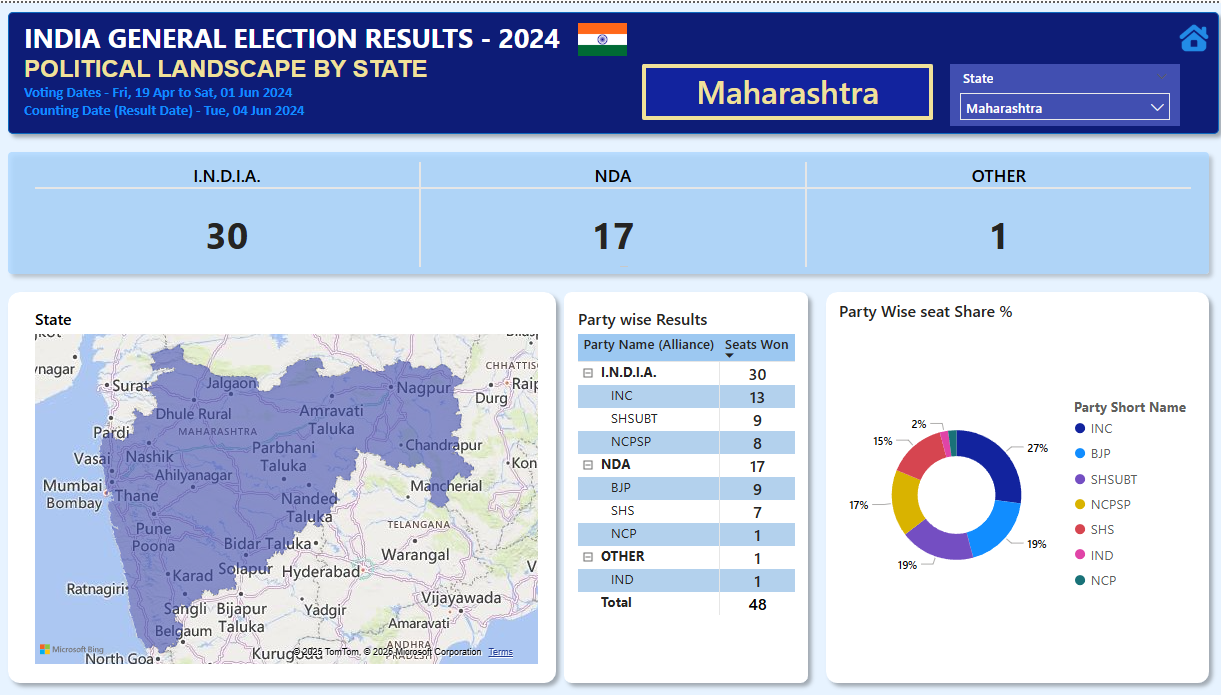 INDIA GENERAL ELECTION RESULTS - 2024
POLITICAL LANDSCAPE BY STATE
Voting Dates - Fri, 19 Apr to Sat, 01 Jun 2024
Counting Date (Result Date) - Tue, 04 Jun 2024
Maharashtra
State
Maharashtra
I.N.D.I.A. NDA OTHER
30 17 1
State
CHHATTISG
Surat
Jalgaon
Nagpur
Raip
Durg
Dhule Rural
Amravati
Taluka
MAHARASHTRA
Pardi
Parbhani
Taluka
Chandrapur
Vasai
Nashik
Ahilyanagar
Kon
Mumbai
Bombay
Thane
Nanded
Taluka
Mancherial
Pune
Poona
TELANGANA
Bidar Taluka
Warangal
Karad
Solapur
Hyderabad
Ratnagiri
Sangli
Bijapur
Taluka
Yadgir
Vijayawada
Belgaum
Amaravati
ANDHRA
PRADESH
North Goa
Kurugodu
Microsoft Bing
© 2025 TomTom, © 2025 Microsoft Corporation Terms
Party wise Results
Party Name (Alliance) Seats Won
I.N.D.I.A. 30
INC 13
SHSUBT 9
NCPSP 8
NDA 17
BJP 9
SHS 7
NCP 1
OTHER 1
IND 1
Total 48
Party Wise seat Share %
2%
15%
27%
17%
19%
19%
Party Short Name
INC
BJP
SHSUBT
NCPSP
SHS
IND
NCP